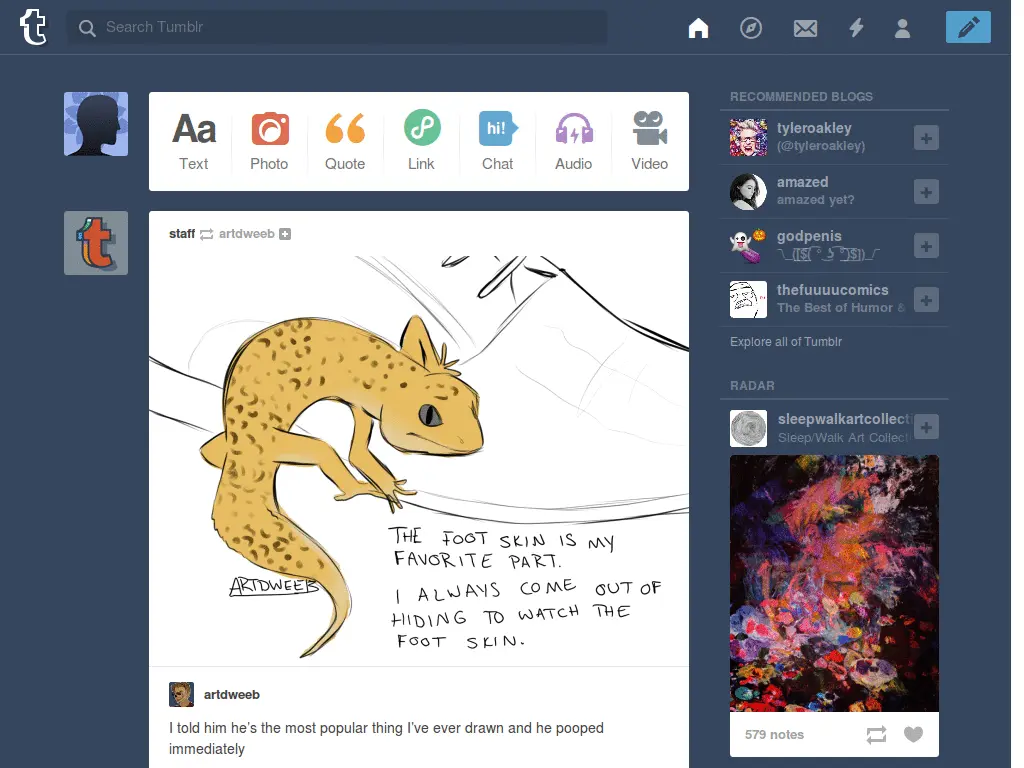 Search Tumblr
Aa
hi!
Text
Photo
Quote
Link
Chat
Audio
Video
staff artdweeb
THE FOOT SKIN IS MY
FAVORITE PART.
I ALWAYS COME OUT OF
HIDING TO WATCH THE
FOOT SKIN.
ARTDWEEB
artdweeb
I told him he's the most popular thing I've ever drawn and he pooped
immediately
RECOMMENDED BLOGS
tyleroakley
(@tyleroakley)
amazed
amazed yet?
godpenis
thefuuuucomics
The Best of Humor &
Explore all of Tumblr
RADAR
sleepwalkartcollecti
Sleep/Walk Art Collec
579 notes